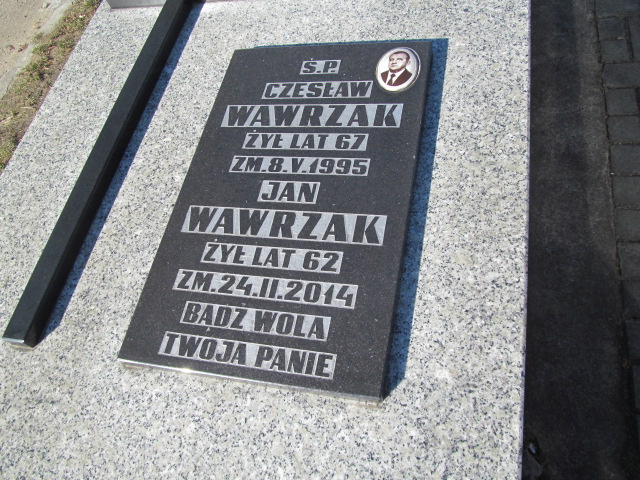 Ś.P.
CZESŁAW
WAWRZAK
ŻYŁ LAT 67
ZM.8.V.1995
JAN
WAWRZAK
ŻYŁ LAT 62
ZM.24.II.2014
BĄDŹ WOLA
TWOJA PANIE